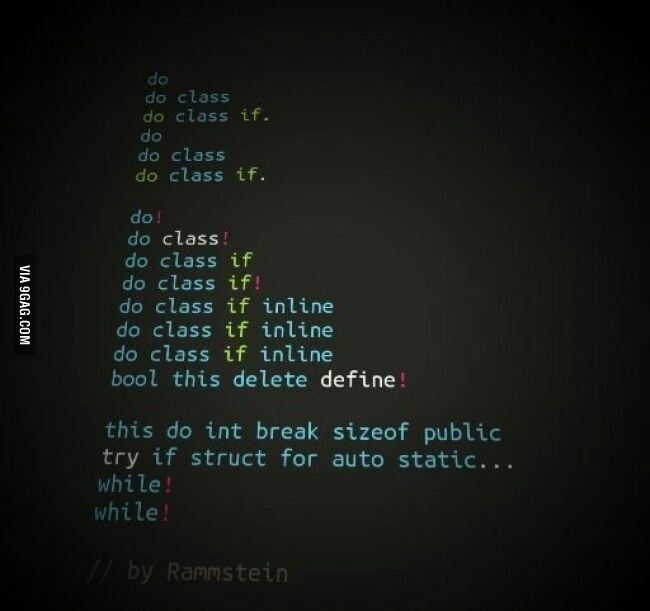 do
do class
do class if.
do
do class
do class if.
do!
do class!
do class if
do class if!
do class if inline
do class if inline
do class if inline
bool this delete define!
this do int break sizeof public
try if struct for auto static...
while!
while!
// by Rammstein
VIA 9GAG.COM